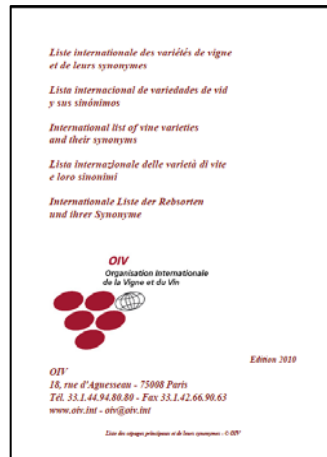 Liste internationale des variétés de vigne
et de leurs synonymes
Lista internacional de variedades de vid
y sus sinónimos
International list of vine varieties
and their synonyms
Lista internazionale delle varietà di vite
e loro sinonimi
Internationale Liste der Rebsorten
und ihrer Synonyme
OIV
Organisation Internationale
de la Vigne et du Vin
Edition 2010
OIV
18, rue d'Aguesseau - 75008 Paris
Tél. 33.1.44.94.80.80 - Fax 33.1.42.66.90.63
www.oiv.int - oiv@oiv.int
Liste des cépages principaux et de leurs synonymes - © OIV